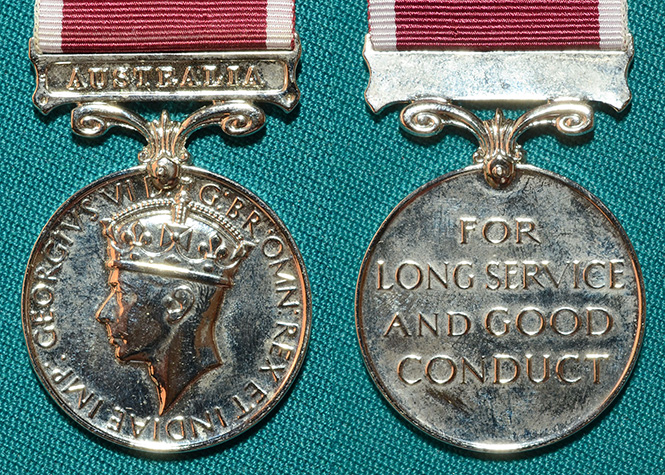 AUSTRALIA
GEORGIVS VI D: G: BR: OMN: REX ET INDIAE IMP:
FOR
LONG SERVICE
AND GOOD
CONDUCT